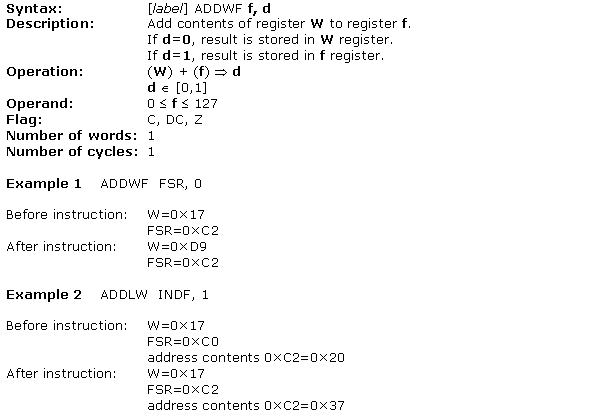 Syntax: [label] ADDWF f, d
Description: Add contents of register W to register f.
If d=0, result is stored in W register.
If d=1, result is stored in f register.
Operation: (W) + (f) ⇒ d
d ∈ [0,1]
Operand: 0 ≤ f ≤ 127
Flag: C, DC, Z
Number of words: 1
Number of cycles: 1
Example 1 ADDWF FSR, 0
Before instruction: W=0×17
FSR=0×C2
After instruction: W=0×D9
FSR=0×C2
Example 2 ADDLW INDF, 1
Before instruction: W=0×17
FSR=0×C0
address contents 0×C2=0×20
After instruction: W=0×17
FSR=0×C2
address contents 0×C2=0×37